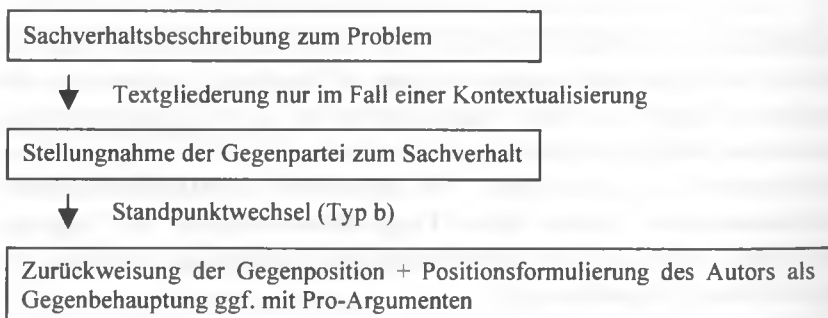 Sachverhaltsbeschreibung zum Problem
Textgliederung nur im Fall einer Kontextualisierung
Stellungnahme der Gegenpartei zum Sachverhalt
Standpunktwechsel (Typ b)
Zurückweisung der Gegenposition + Positionsformulierung des Autors als
Gegenbehauptung ggf. mit Pro-Argumenten